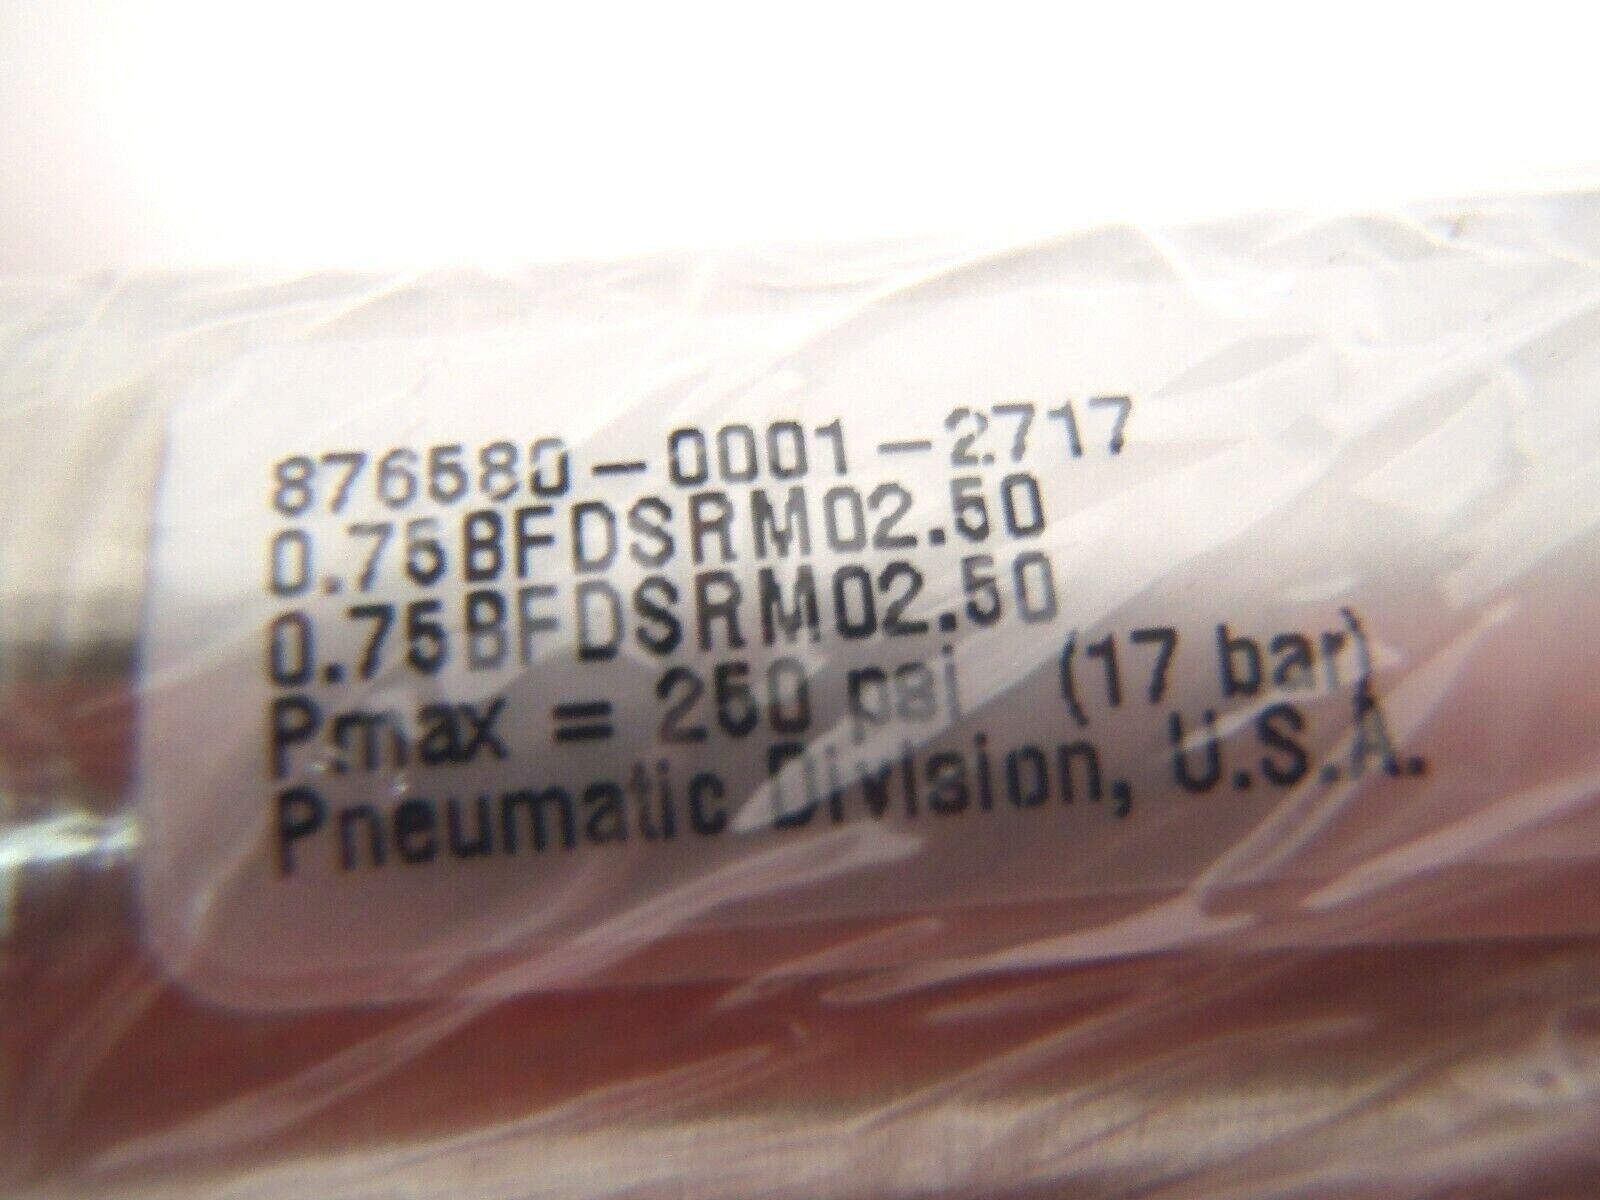 876580-0001-2717
0.75BFDSRM02.50
0.75BFDSRM02.50
Pmax = 250 psi (17 bar)
Pneumatic Division, U.S.A.